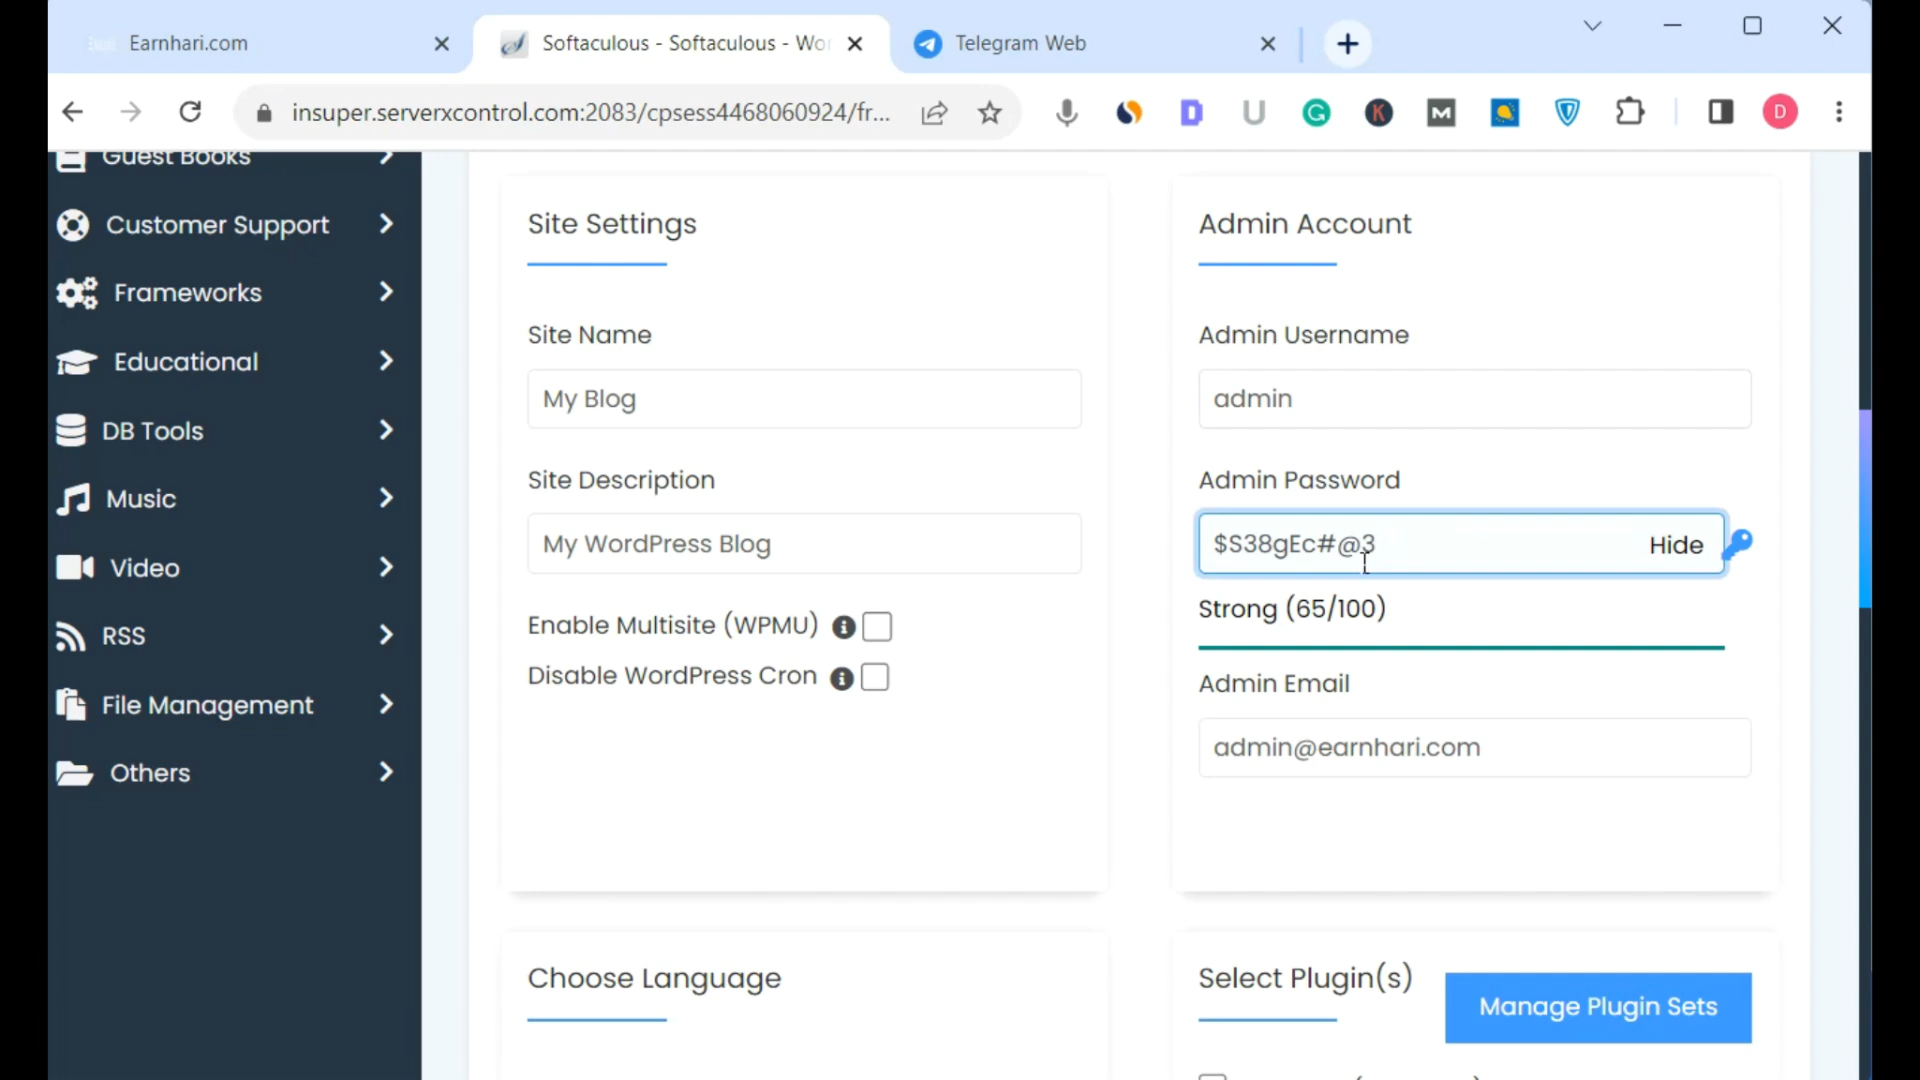 Earnhari.com
Softaculous - Softaculous - Wor
Telegram Web
insuper.serverxcontrol.com:2083/cpsess4468060924/fr...
D
U
G
K
M
D
Guest Books
Customer Support
Frameworks
Educational
DB Tools
Music
Video
RSS
File Management
Others
Site Settings
Site Name
My Blog
Site Description
My WordPress Blog
Enable Multisite (WPMU)
Disable WordPress Cron
Admin Account
Admin Username
admin
Admin Password
$S38gEc#@3
Hide
Strong (65/100)
Admin Email
admin@earnhari.com
Choose Language
Select Plugin(s)
Manage Plugin Sets